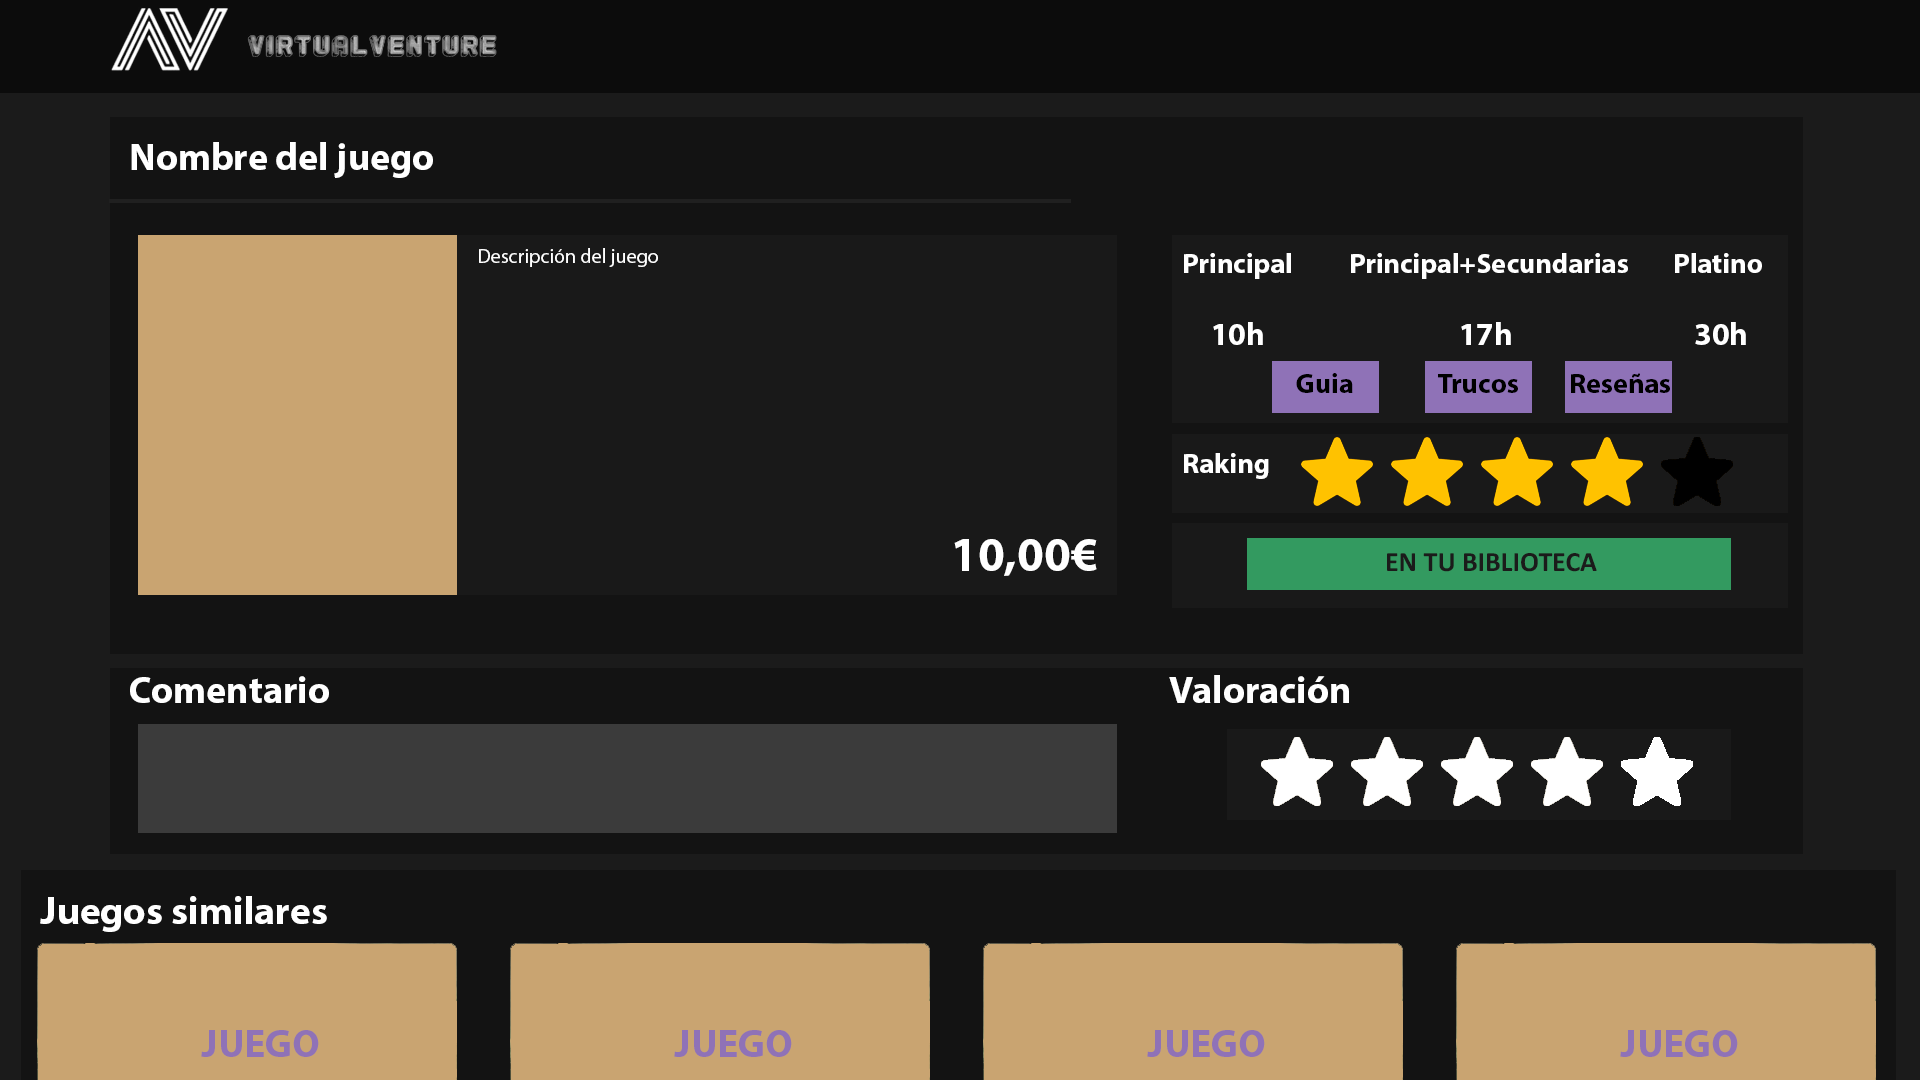 AV VIRTUALVENTURE
Nombre del juego
Descripción del juego
10,00€
Principal Principal+Secundarias Platino
10h 17h 30h
Guia Trucos Reseñas
Raking
EN TU BIBLIOTECA
Comentario
Valoración
Juegos similares
JUEGO JUEGO JUEGO JUEGO